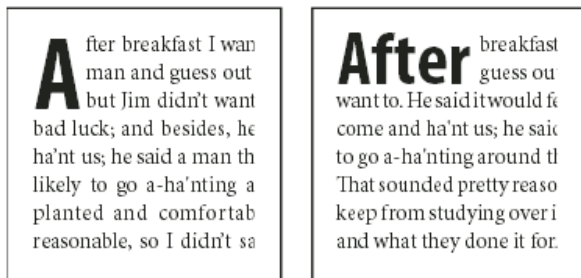 After breakfast I wan
man and guess out
but Jim didn't want
bad luck; and besides, he
ha'nt us; he said a man th
likely to go a-ha'nting a
planted and comfortab
reasonable, so I didn't sa
After breakfast
guess ou
want to. He said it would fe
come and ha'nt us; he said
to go a-ha'nting around th
That sounded pretty reaso
keep from studying over i
and what they done it for.